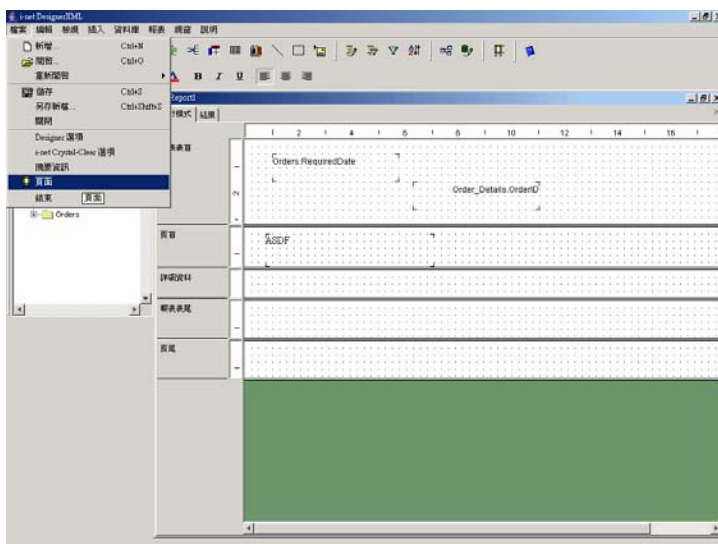 i-net DesignerXML
檔案 編輯 檢視 插入 資料庫 報表 視窗 說明
新增... Ctrl+N
開啟... Ctrl+O
重新開啟
儲存 Ctrl+S
另存新檔... Ctrl+Shift+S
關閉
Designer 選項
i-net Crystal-Clear 選項
摘要資訊
頁面
結束
頁面
B I U
Report1
結果
2 4 6 8 10 12 14 16
Orders.RequiredDate
Order_Details.OrderID
2
Orders
頁首
ASDF
詳細資料
報表表尾
頁尾